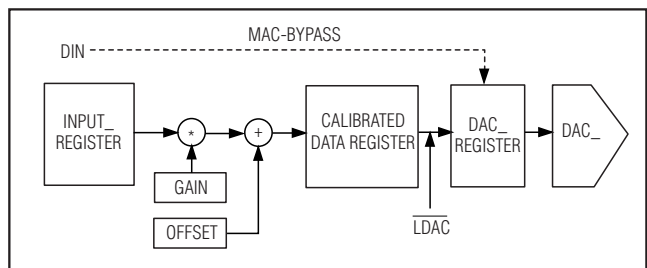 MAC-BYPASS
DIN
INPUT_
REGISTER
*
+
CALIBRATED
DATA REGISTER
DAC_
REGISTER
DAC_
GAIN
OFFSET
LDAC